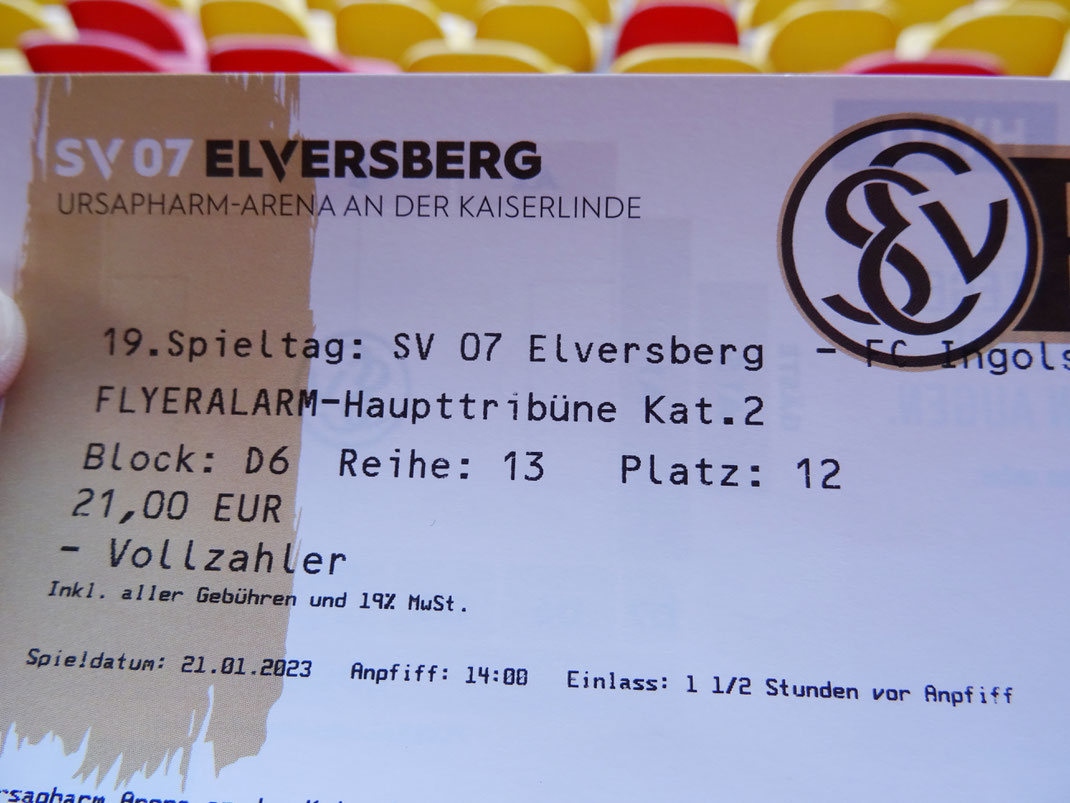 SV 07 ELVERSBERG
URSAPHARM-ARENA AN DER KAISERLINDE
SEV
19.Spieltag: SV 07 Elversberg - FC Ingols
FLYERALARM-Haupttribüne Kat.2
Block: D6 Reihe: 13 Platz: 12
21,00 EUR
- Vollzahler
Inkl. aller Gebühren und 19% MwSt.
Spieldatum: 21.01.2023 Anpfiff: 14:00 Einlass: 1 1/2 Stunden vor Anpfiff